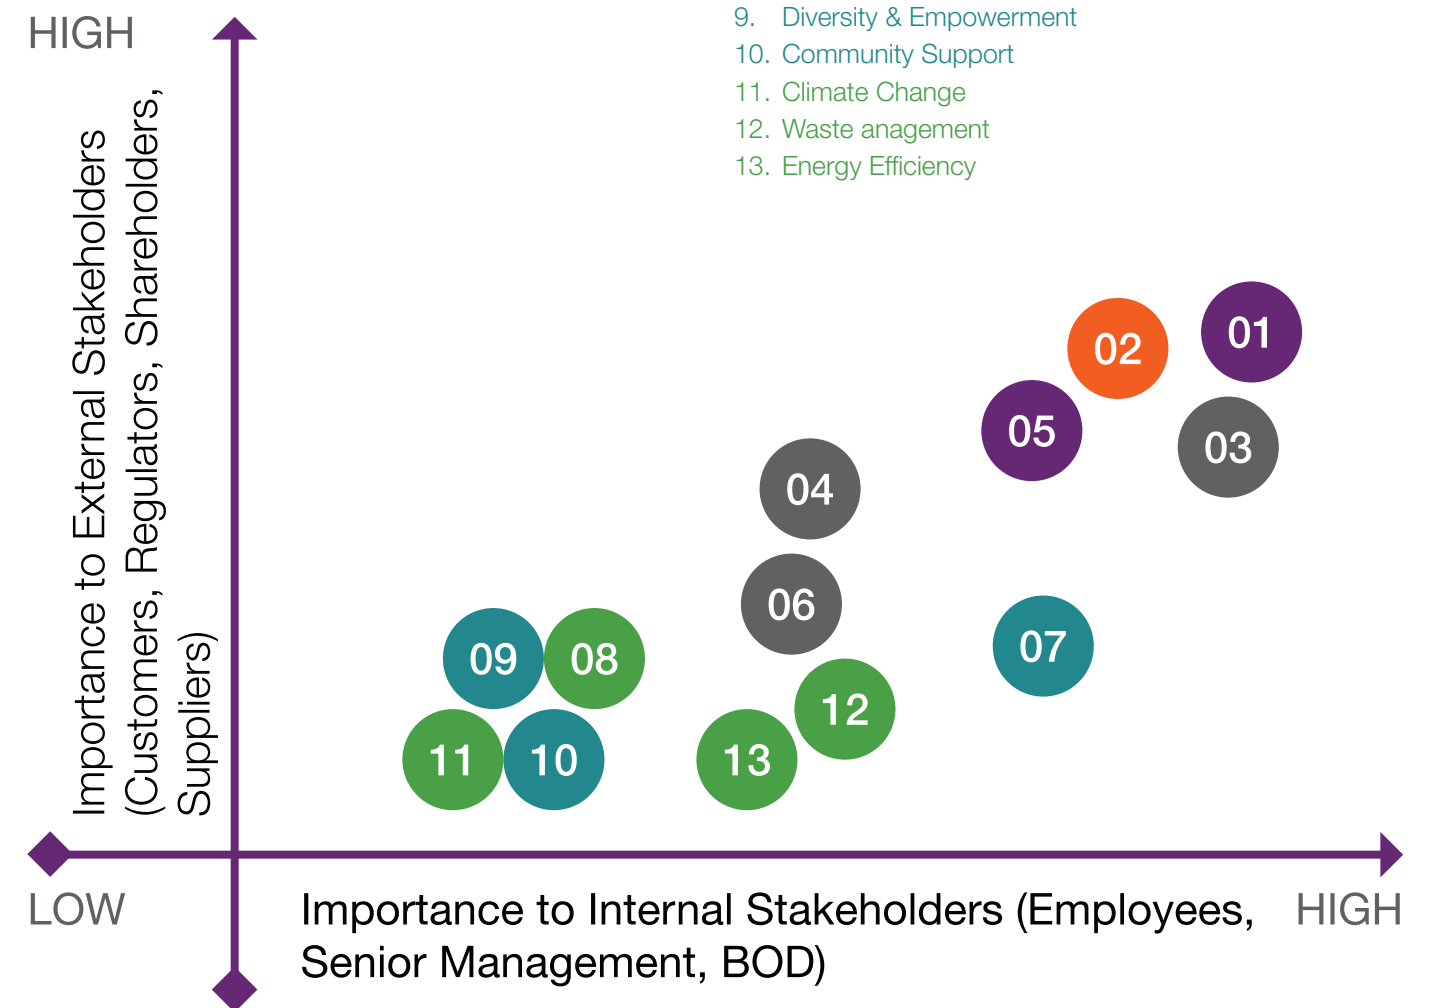 HIGH
9. Diversity & Empowerment
10. Community Support
11. Climate Change
12. Waste anagement
13. Energy Efficiency
Importance to External Stakeholders
(Customers, Regulators, Shareholders,
Suppliers)
01
02
05
03
04
06
07
09
08
12
11
10
13
LOW
Importance to Internal Stakeholders (Employees,
Senior Management, BOD)
HIGH